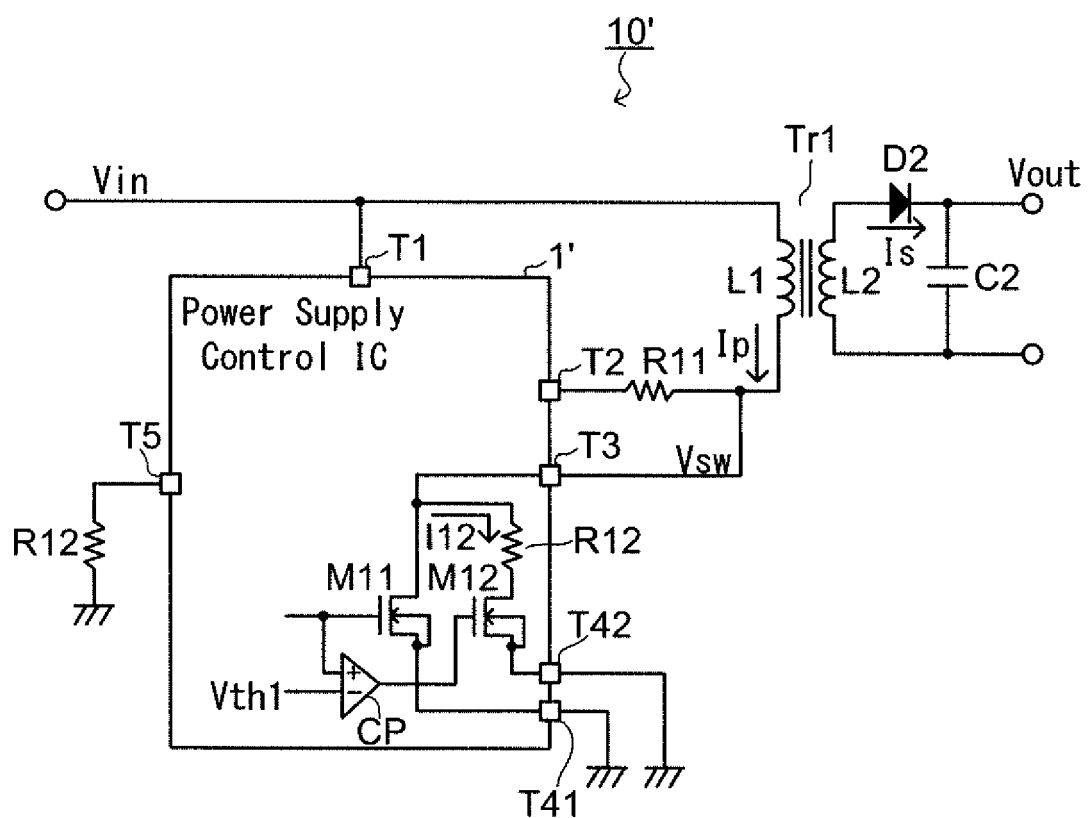 10'
Tr1
D2
Vin
Vout
T1
1'
Is
L1
L2
C2
Power Supply
Control IC
Ip
T2
R11
T5
T3
Vsw
R12
I12
R12
M11
M12
T42
+
Vth1
−
CP
T41